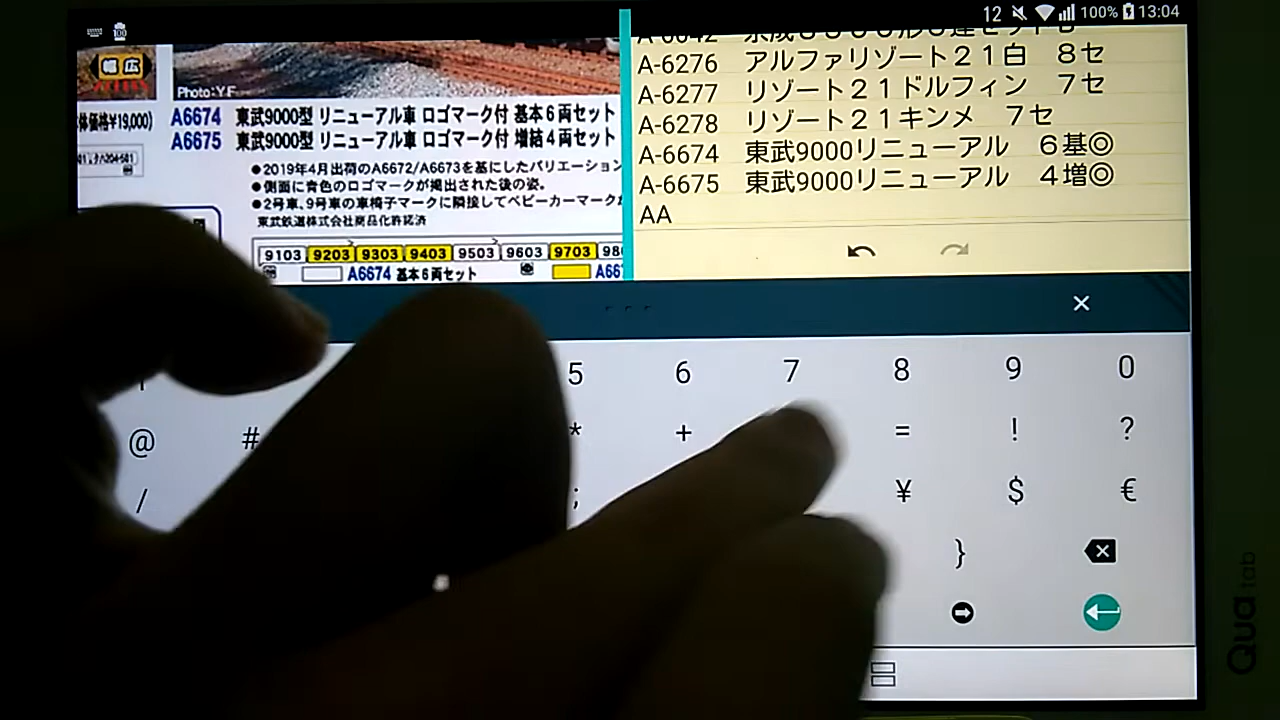 12 100% 13:04
幅広
Photo:Y.F
体価格¥19,000)
A6674 東武9000型 リニューアル車 ロゴマーク付 基本6両セット
A6675 東武9000型 リニューアル車 ロゴマーク付 増結4両セット
●2019年4月出荷のA6672/A6673を基にしたバリエーション
●側面に青色のロゴマークが掲出された後の姿。
●2号車、9号車の車椅子マークに隣接してベビーカーマークが
東武鉄道株式会社商品化許諾済
9103 9203 9303 9403 9503 9603 9703 980
A6674 基本6両セット A667
A-6276 アルファリゾート21白 8セ
A-6277 リゾート21ドルフィン 7セ
A-6278 リゾート21キンメ 7セ
A-6674 東武9000リニューアル 6基◎
A-6675 東武9000リニューアル 4増◎
AA
5 6 7 8 9 0
@ # * + = ! ?
/ ; ¥ $ €
}
Qua tab